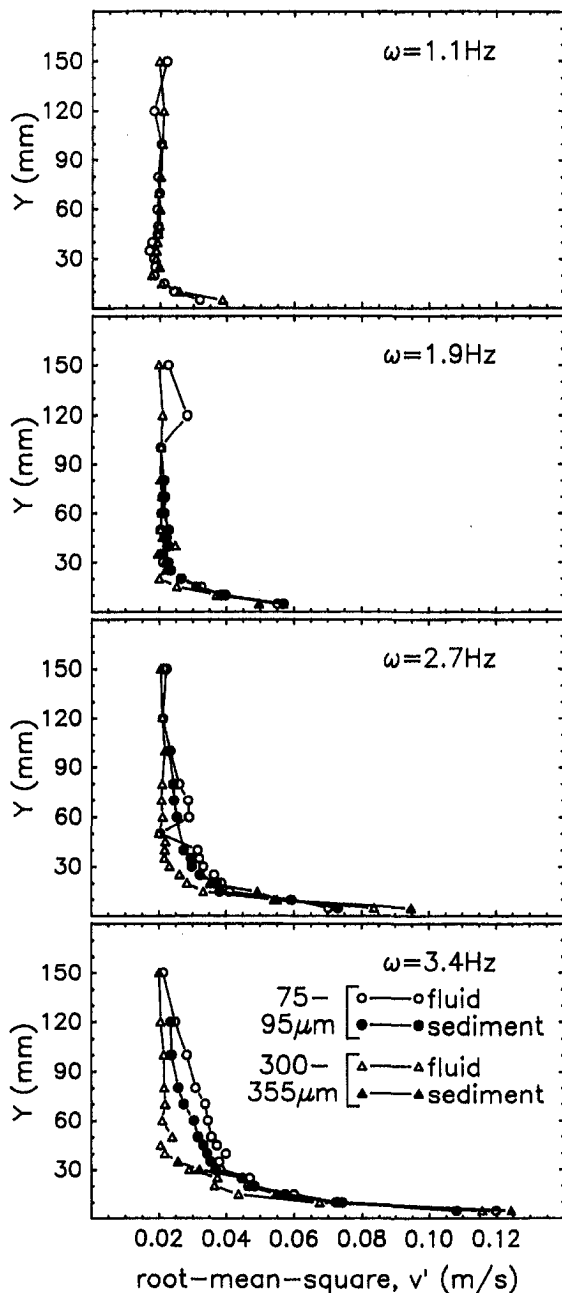 ω=1.1Hz
150
120
90
60
30
Y (mm)
ω=1.9Hz
150
120
90
60
30
Y (mm)
ω=2.7Hz
150
120
90
60
30
Y (mm)
ω=3.4Hz
75- fluid
95μm sediment
300- fluid
355μm sediment
150
120
90
60
30
Y (mm)
0.02 0.04 0.06 0.08 0.10 0.12
root-mean-square, v' (m/s)